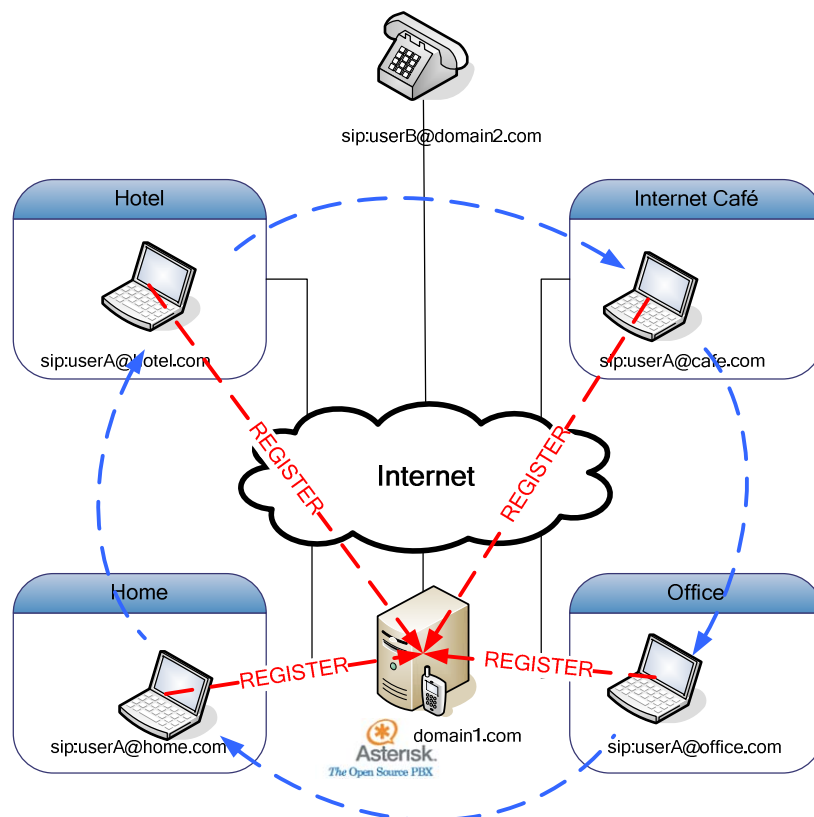 sip:userB@domain2.com
Hotel
Internet Café
sip:userA@hotel.com
sip:userA@cafe.com
REGISTER
REGISTER
Internet
Home
Office
REGISTER
REGISTER
sip:userA@home.com
domain1.com
sip:userA@office.com
Asterisk.
The Open Source PBX